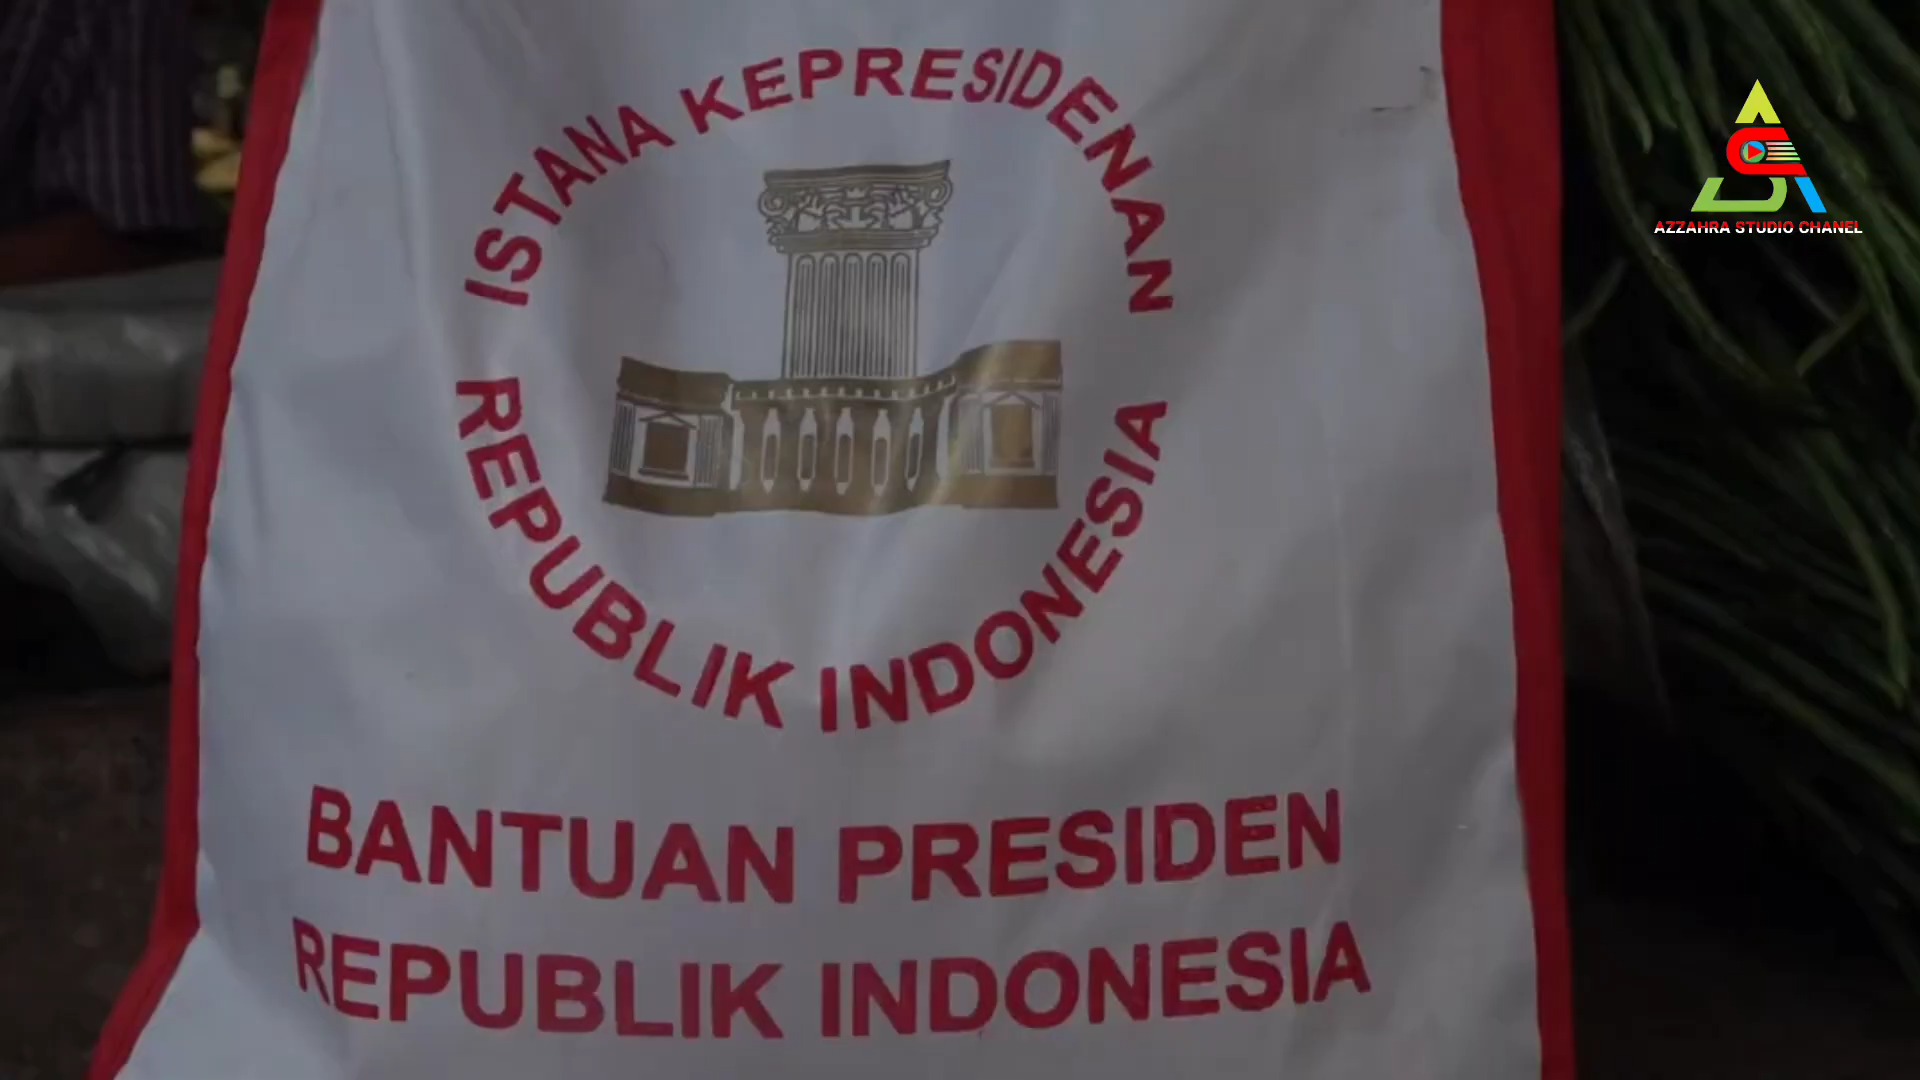 ISTANA KEPRESIDENAN
REPUBLIK INDONESIA
BANTUAN PRESIDEN
REPUBLIK INDONESIA
AZZAHRA STUDIO CHANEL